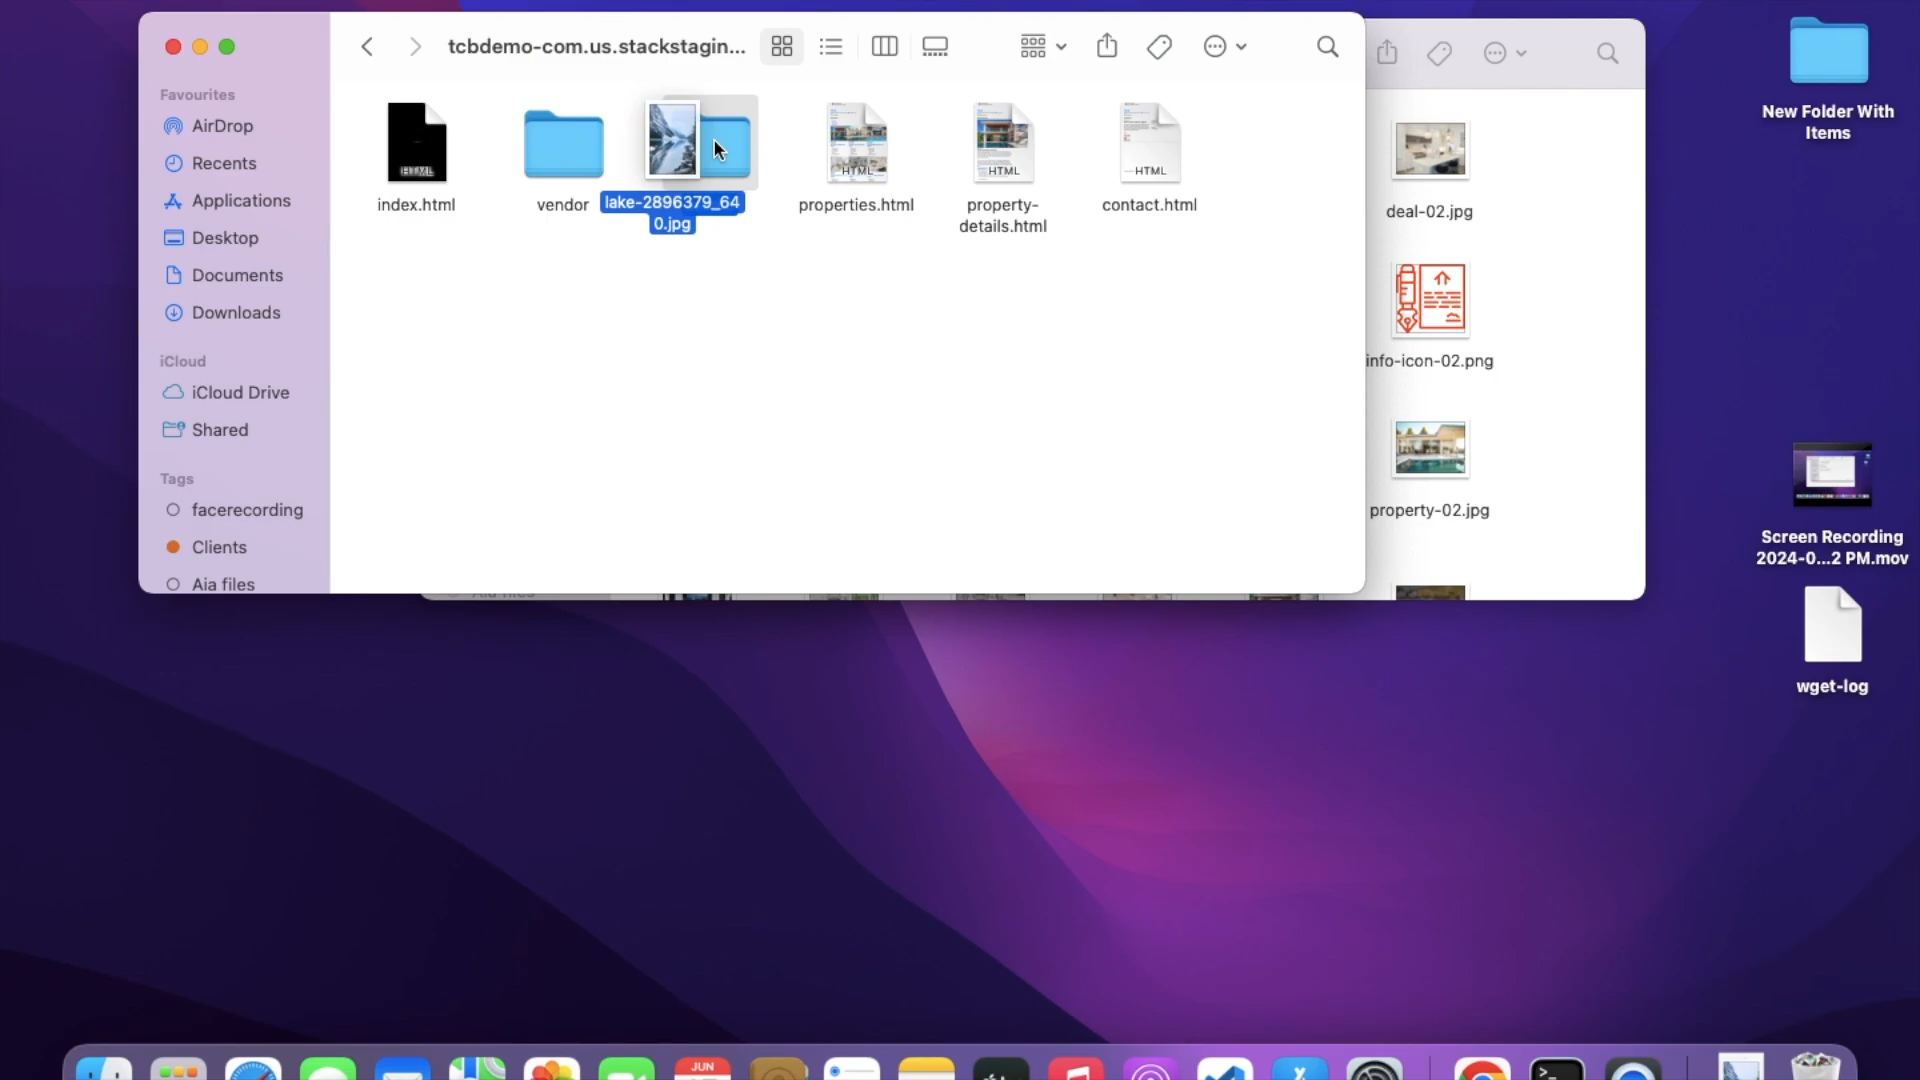 tcbdemo-com.us.stackstagin...
Favourites
AirDrop
Recents
Applications
Desktop
Documents
Downloads
iCloud
iCloud Drive
Shared
Tags
facerecording
Clients
Aia files
HTML
index.html
vendor
lake-2896379_64
0.jpg
HTML
properties.html
HTML
property-
details.html
HTML
contact.html
deal-02.jpg
info-icon-02.png
property-02.jpg
New Folder With
Items
Screen Recording
2024-0...2 PM.mov
wget-log
JUN